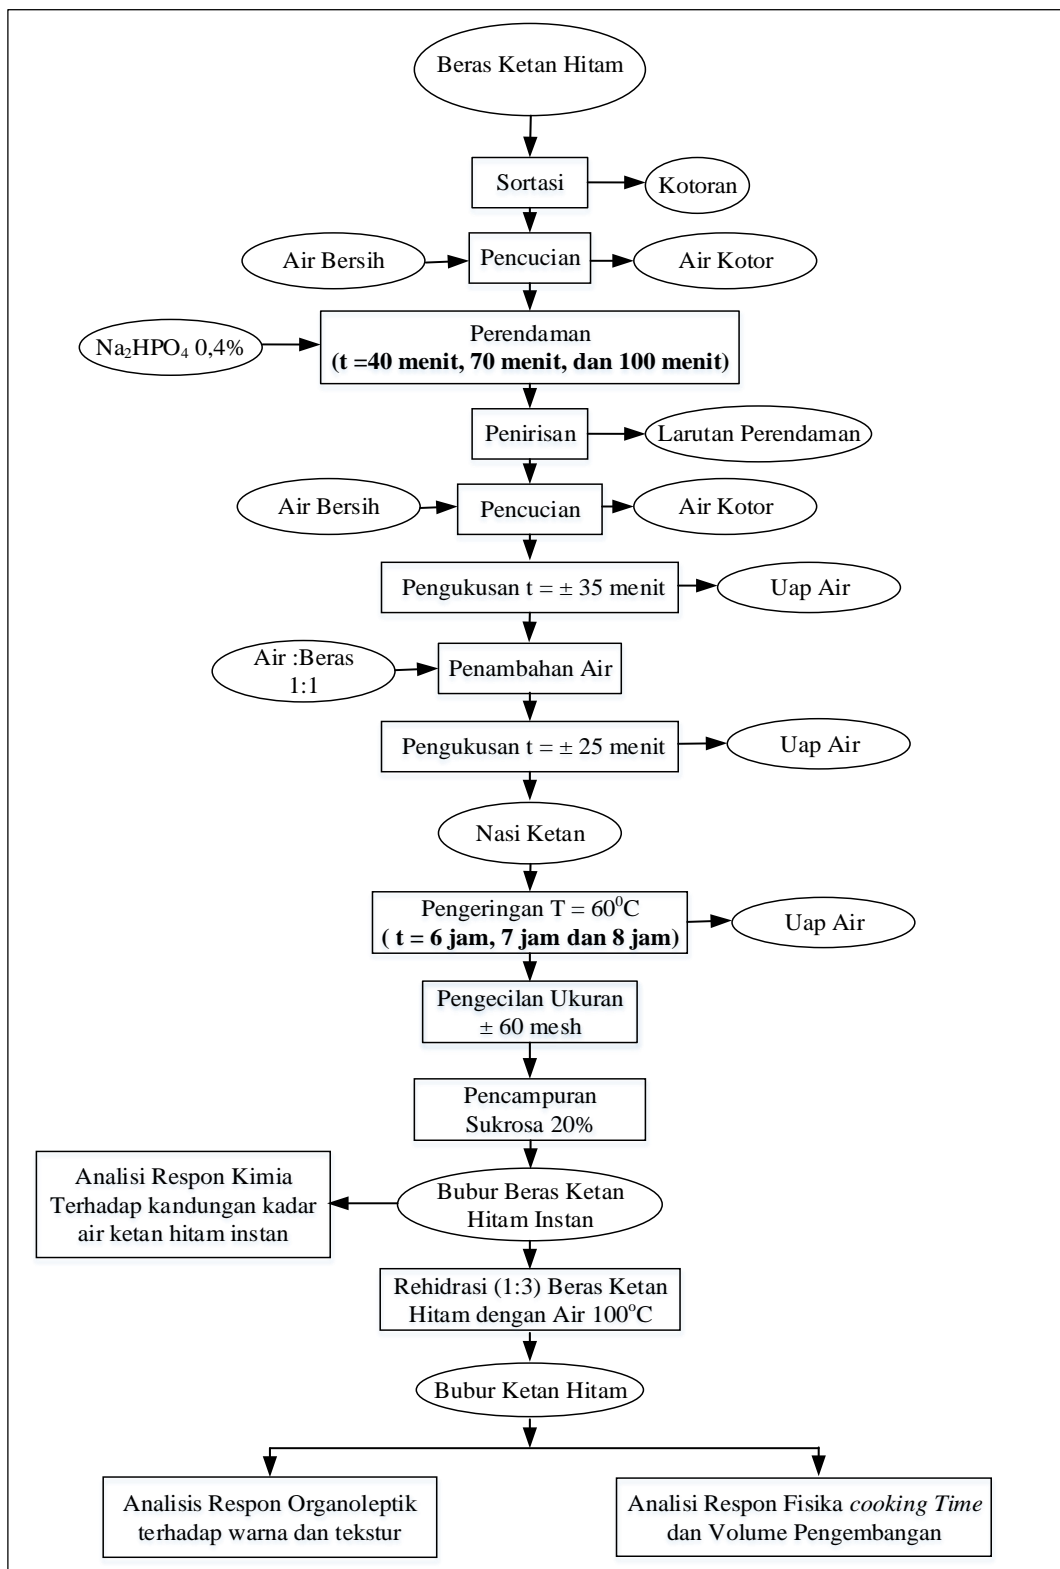 Beras Ketan Hitam
Sortasi
Kotoran
Air Bersih
Pencucian
Air Kotor
Na₂HPO₄ 0,4%
Perendaman
(t =40 menit, 70 menit, dan 100 menit)
Penirisan
Larutan Perendaman
Air Bersih
Pencucian
Air Kotor
Pengukusan t = ± 35 menit
Uap Air
Air :Beras
1:1
Penambahan Air
Pengukusan t = ± 25 menit
Uap Air
Nasi Ketan
Pengeringan T = 60⁰C
( t = 6 jam, 7 jam dan 8 jam)
Uap Air
Pengecilan Ukuran
± 60 mesh
Pencampuran
Sukrosa 20%
Analisi Respon Kimia
Terhadap kandungan kadar
air ketan hitam instan
Bubur Beras Ketan
Hitam Instan
Rehidrasi (1:3) Beras Ketan
Hitam dengan Air 100°C
Bubur Ketan Hitam
Analisis Respon Organoleptik
terhadap warna dan tekstur
Analisi Respon Fisika cooking Time
dan Volume Pengembangan